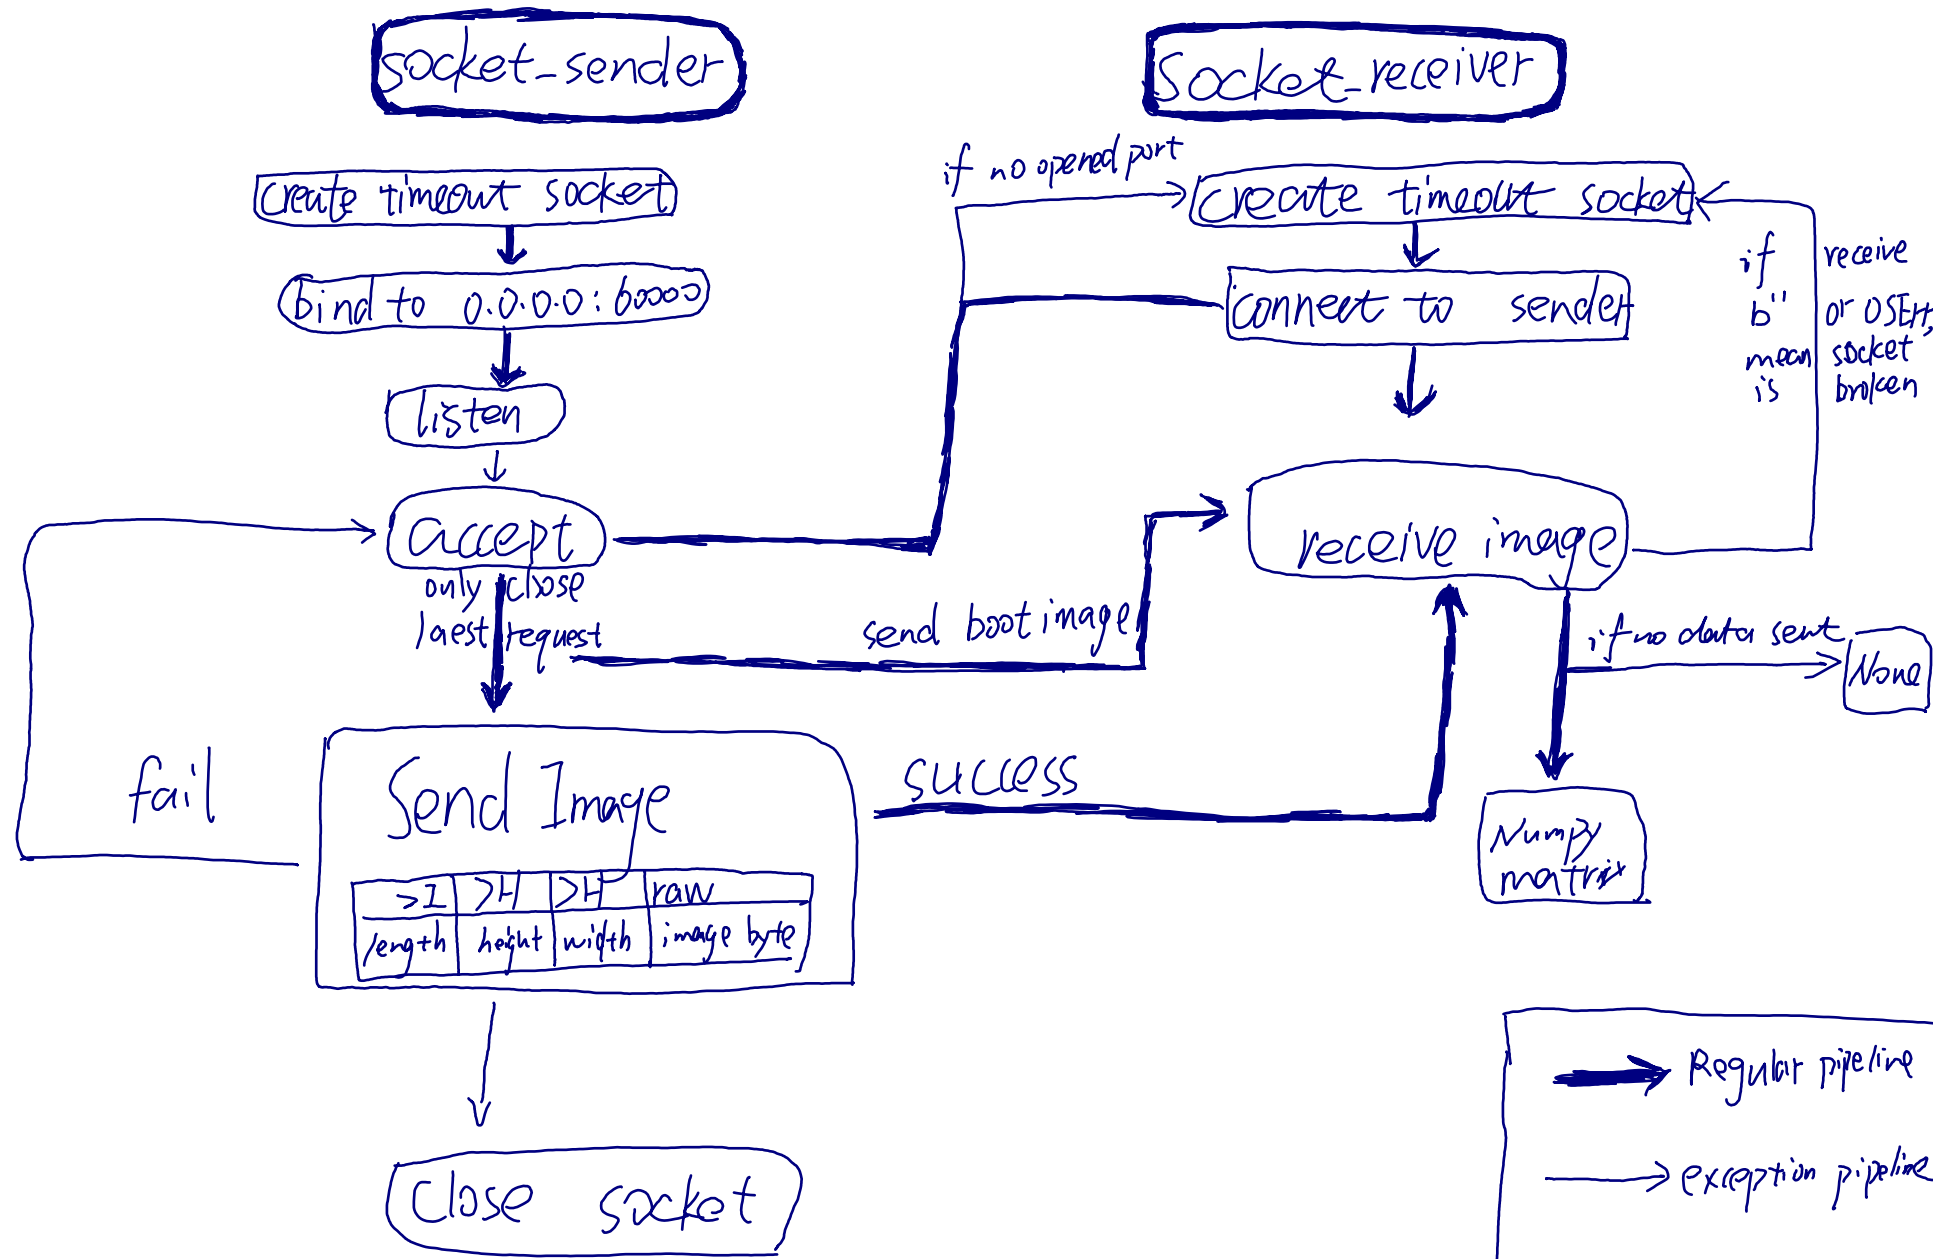 socket_sender
create timeout socket
bind to 0.0.0.0:60000
listen
accept
only close
laest request
send boot image
fail
Send Image
success
>I >H >H raw
length height width image byte
close socket
Socket_receiver
if no opened port
create timeout socket
connect to sender
if receive
b'' or OSErr,
mean socket
is broken
receive image
if no data sent
None
Numpy
matrix
Regular pipeline
exception pipeline